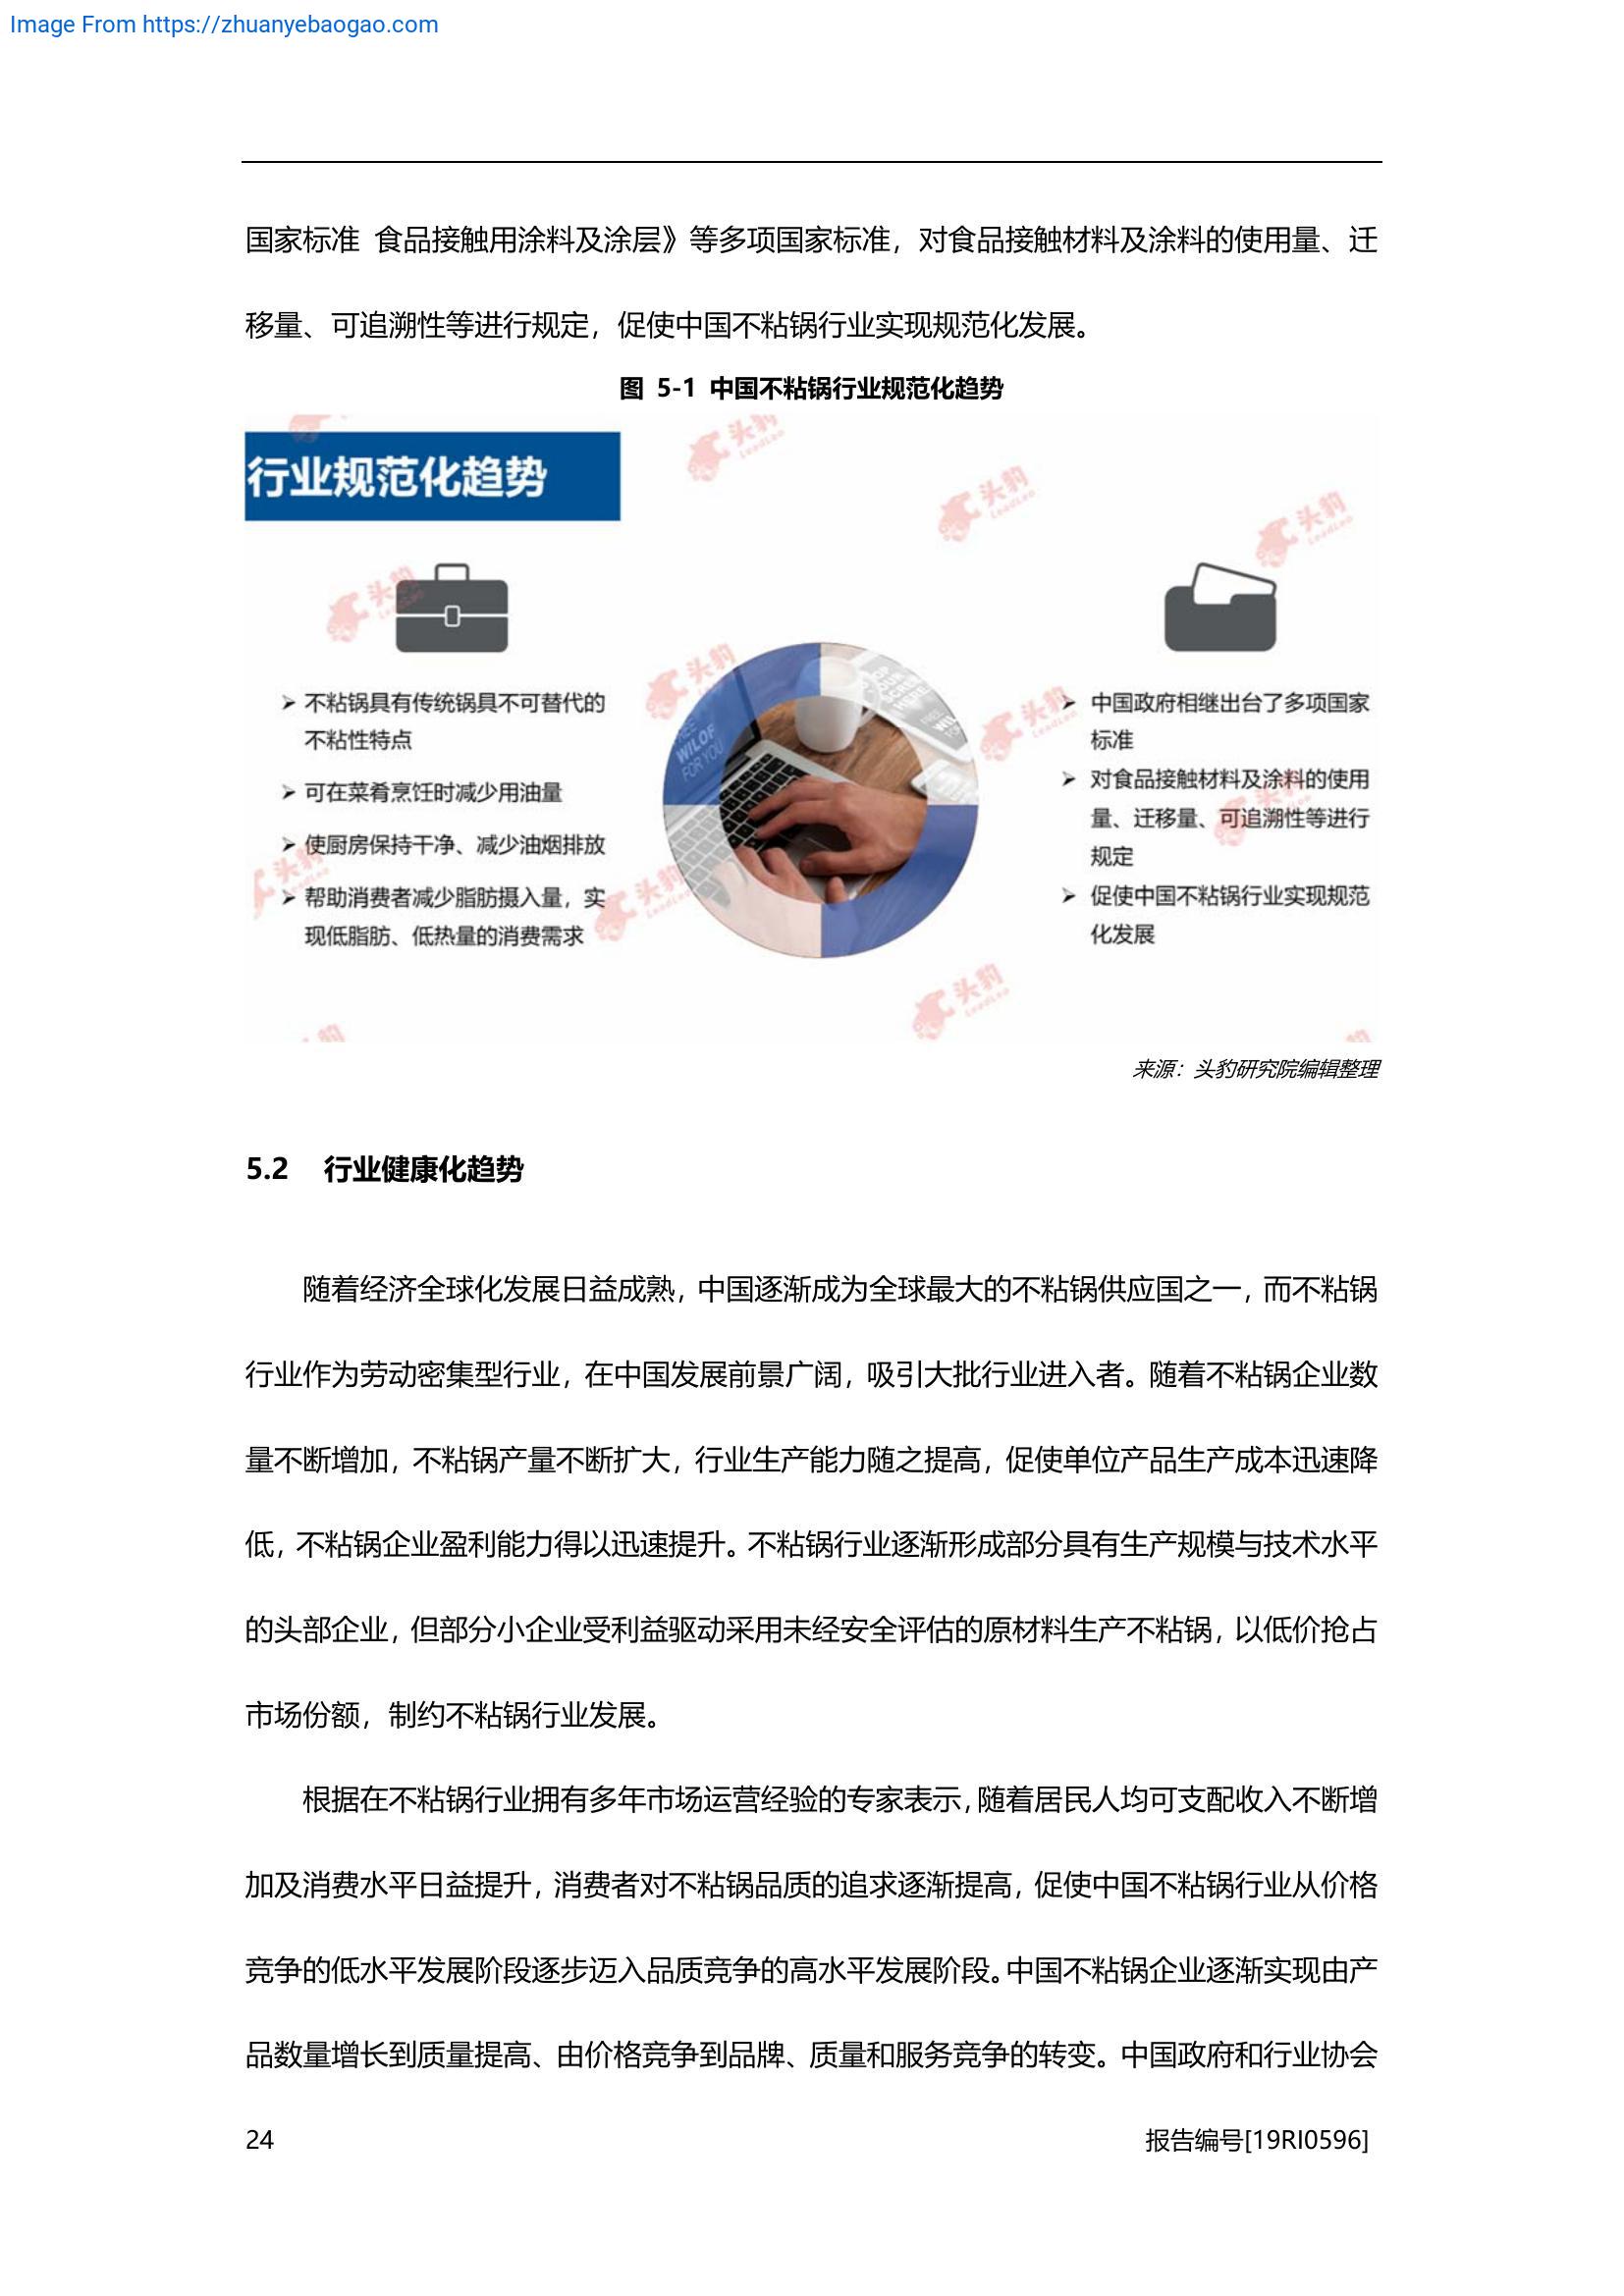 Image From https://zhuanyebaogao.com
国家标准 食品接触用涂料及涂层》等多项国家标准，对食品接触材料及涂料的使用量、迁
移量、可追溯性等进行规定，促使中国不粘锅行业实现规范化发展。
图 5-1 中国不粘锅行业规范化趋势
行业规范化趋势
➢ 不粘锅具有传统锅具不可替代的
不粘性特点
➢ 可在菜肴烹饪时减少用油量
➢ 使厨房保持干净、减少油烟排放
➢ 帮助消费者减少脂肪摄入量，实
现低脂肪、低热量的消费需求
WILOF
FOR YOU
➢ 中国政府相继出台了多项国家
标准
➢ 对食品接触材料及涂料的使用
量、迁移量、可追溯性等进行
规定
➢ 促使中国不粘锅行业实现规范
化发展
头豹
LeadLeo
来源：头豹研究院编辑整理
5.2 行业健康化趋势
随着经济全球化发展日益成熟，中国逐渐成为全球最大的不粘锅供应国之一，而不粘锅
行业作为劳动密集型行业，在中国发展前景广阔，吸引大批行业进入者。随着不粘锅企业数
量不断增加，不粘锅产量不断扩大，行业生产能力随之提高，促使单位产品生产成本迅速降
低，不粘锅企业盈利能力得以迅速提升。不粘锅行业逐渐形成部分具有生产规模与技术水平
的头部企业，但部分小企业受利益驱动采用未经安全评估的原材料生产不粘锅，以低价抢占
市场份额，制约不粘锅行业发展。
根据在不粘锅行业拥有多年市场运营经验的专家表示，随着居民人均可支配收入不断增
加及消费水平日益提升，消费者对不粘锅品质的追求逐渐提高，促使中国不粘锅行业从价格
竞争的低水平发展阶段逐步迈入品质竞争的高水平发展阶段。中国不粘锅企业逐渐实现由产
品数量增长到质量提高、由价格竞争到品牌、质量和服务竞争的转变。中国政府和行业协会
24
报告编号[19RI0596]